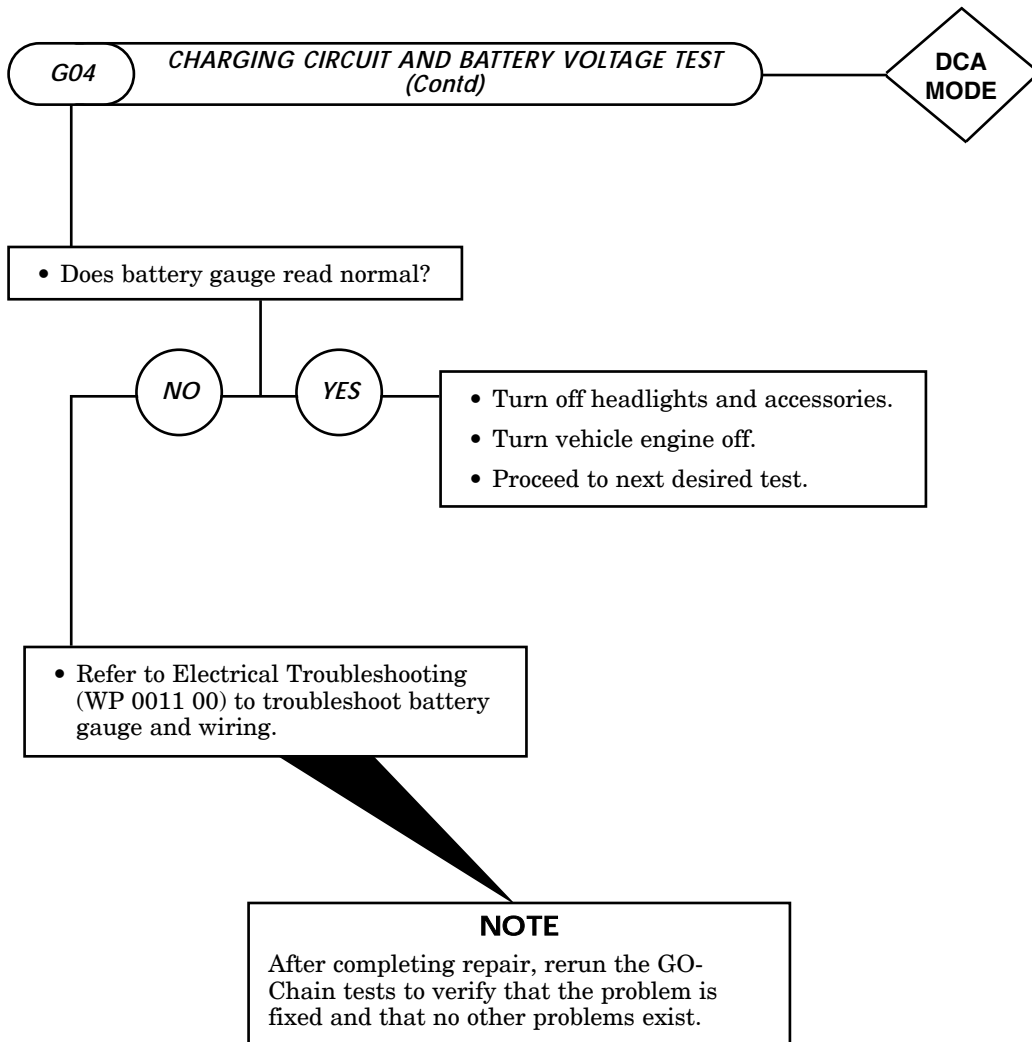 G04
CHARGING CIRCUIT AND BATTERY VOLTAGE TEST
(Contd)
DCA
MODE
• Does battery gauge read normal?
NO
YES
• Turn off headlights and accessories.
• Turn vehicle engine off.
• Proceed to next desired test.
• Refer to Electrical Troubleshooting
(WP 0011 00) to troubleshoot battery
gauge and wiring.
NOTE
After completing repair, rerun the GO-
Chain tests to verify that the problem is
fixed and that no other problems exist.